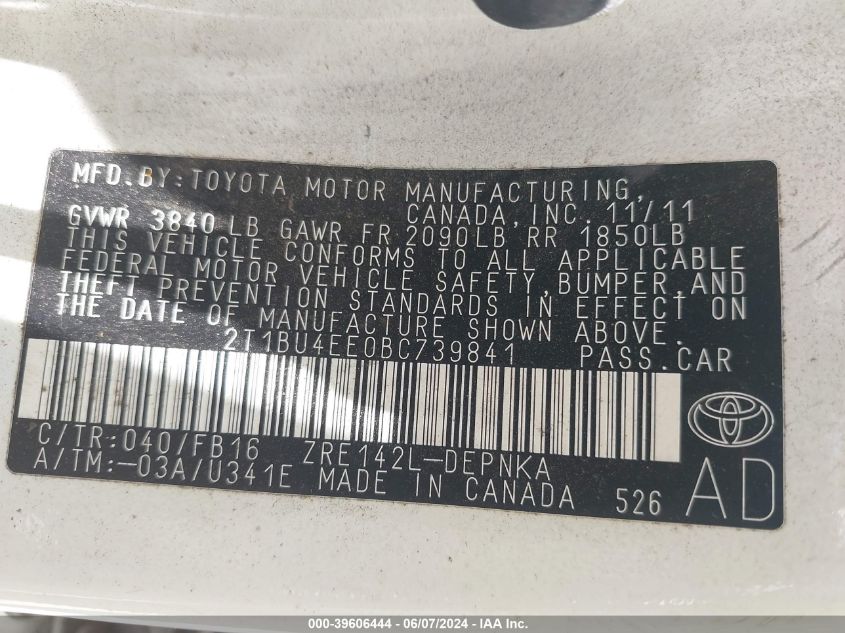 MFD. BY: TOYOTA MOTOR MANUFACTURING,
CANADA, INC. 11/11
GVWR 3840 LB GAWR FR 2090 LB RR 1850LB
THIS VEHICLE CONFORMS TO ALL APPLICABLE
FEDERAL MOTOR VEHICLE SAFETY, BUMPER, AND
THEFT PREVENTION STANDARDS IN EFFECT ON
THE DATE OF MANUFACTURE SHOWN ABOVE.
2T1BU4EE0BC739841 PASS.CAR
C/TR:040/FB16 ZRE142L-DEPNKA
A/TM:-03A/U341E MADE IN CANADA 526
AD
000-39606444 - 06/07/2024 - IAA Inc.